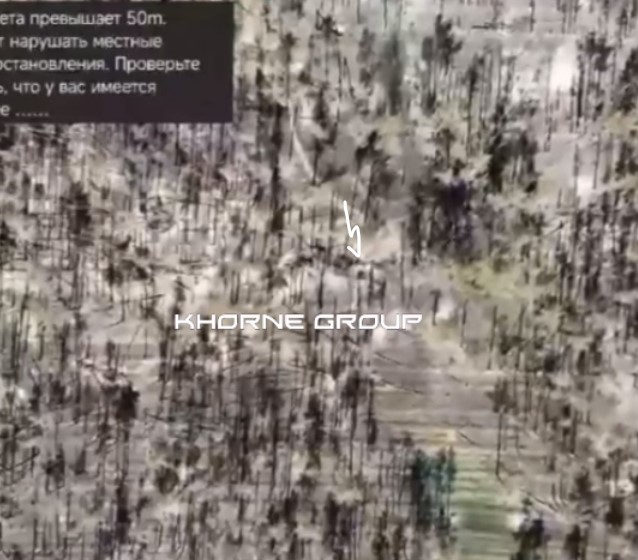 ета превышает 50m.
т нарушать местные
остановления. Проверьте
ь, что у вас имеется
е ......
KHORNE GROUP